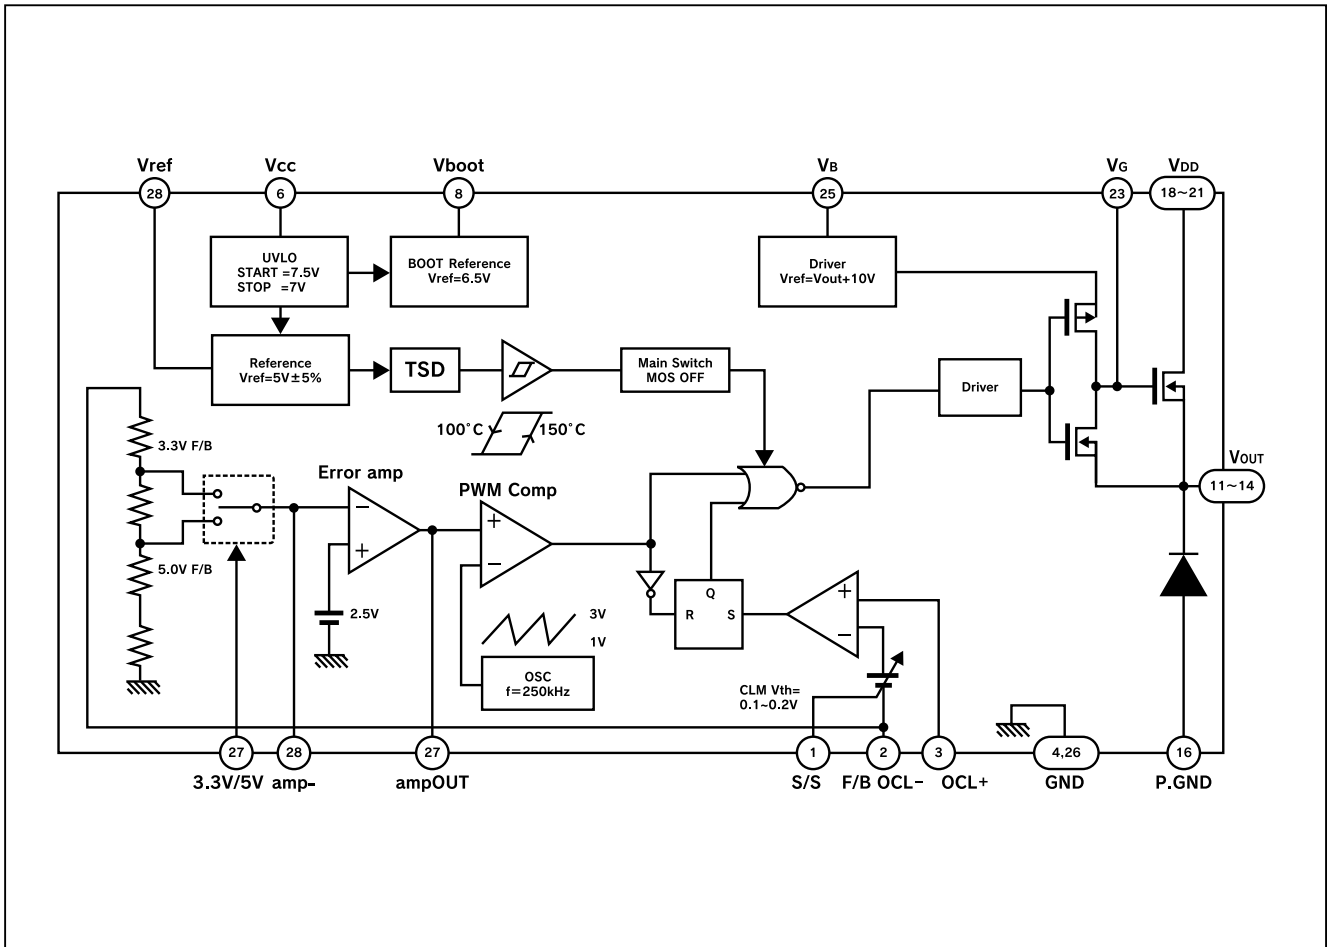 Vref
Vcc
Vboot
VB
VG
VDD
28
6
8
25
23
18~21
UVLO
START =7.5V
STOP =7V
BOOT Reference
Vref=6.5V
Driver
Vref=Vout+10V
Reference
Vref=5V±5%
TSD
Main Switch
MOS OFF
Driver
100°C
150°C
3.3V F/B
Error amp
PWM Comp
VOUT
11~14
−
+
+
−
5.0V F/B
2.5V
3V
1V
OSC
f=250kHz
Q
R
S
+
−
CLM Vth=
0.1~0.2V
27
28
27
1
2
3
4,26
16
3.3V/5V
amp-
ampOUT
S/S
F/B OCL-
OCL+
GND
P.GND